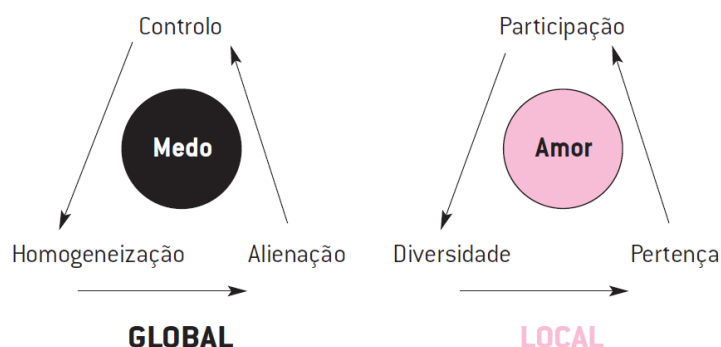 Controlo
Participação
Medo
Amor
Homogeneização
Alienação
Diversidade
Pertença
GLOBAL
LOCAL